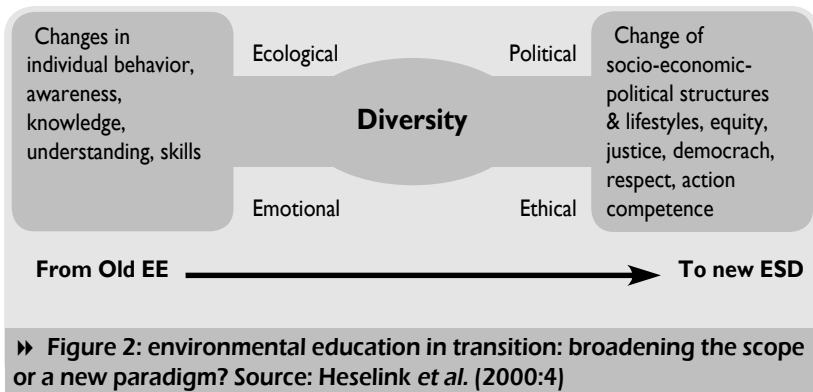 Changes in
individual behavior,
awareness,
knowledge,
understanding, skills
Ecological
Political
Diversity
Emotional
Ethical
Change of
socio-economic-
political structures
& lifestyles, equity,
justice, democrach,
respect, action
competence
From Old EE
To new ESD
Figure 2: environmental education in transition: broadening the scope
or a new paradigm? Source: Heselink et al. (2000:4)